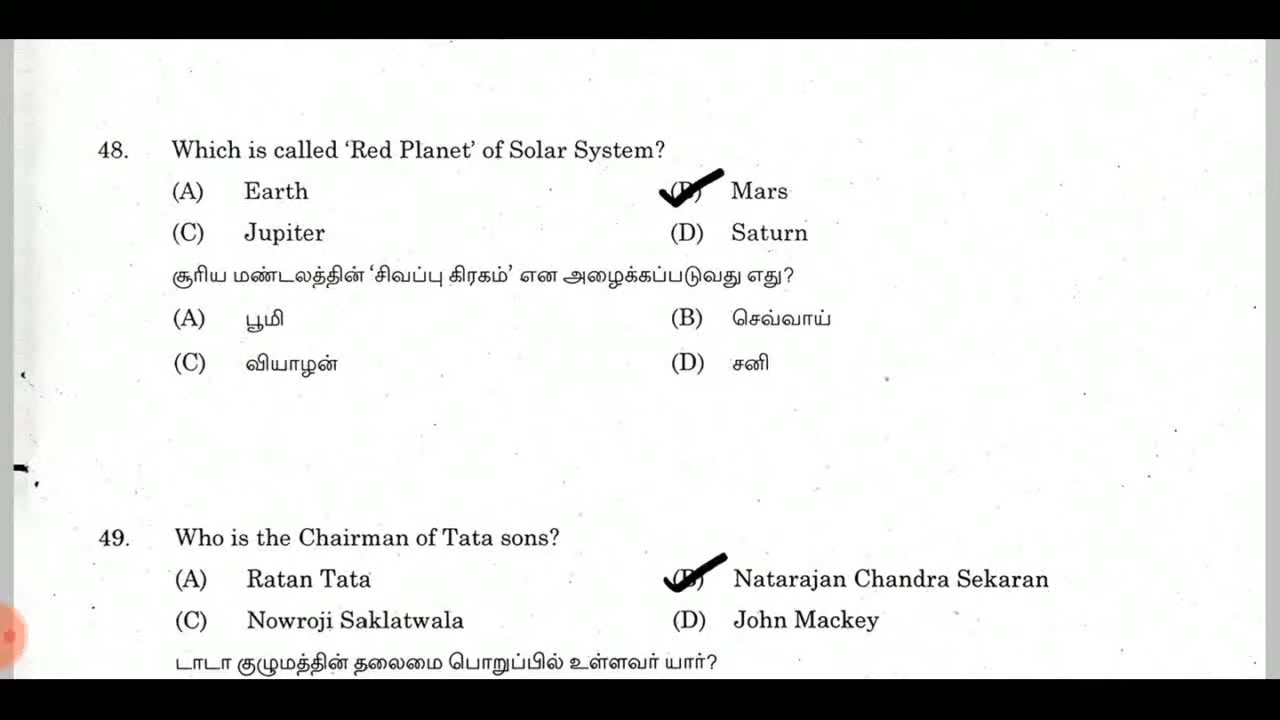 48. Which is called ‘Red Planet’ of Solar System?
(A) Earth (B) Mars
(C) Jupiter (D) Saturn
சூரிய மண்டலத்தின் ‘சிவப்பு கிரகம்’ என அழைக்கப்படுவது எது?
(A) பூமி (B) செவ்வாய்
(C) வியாழன் (D) சனி
49. Who is the Chairman of Tata sons?
(A) Ratan Tata (B) Natarajan Chandra Sekaran
(C) Nowroji Saklatwala (D) John Mackey
டாடா குழுமத்தின் தலைமை பொறுப்பில் உள்ளவர் யார்?